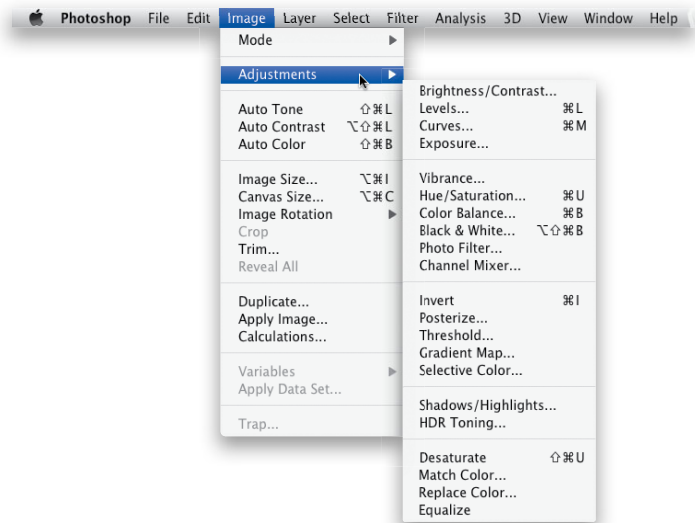 Photoshop File Edit Image Layer Select Filter Analysis 3D View Window Help
Mode
Adjustments
Auto Tone ⇧⌘L
Auto Contrast ⌥⇧⌘L
Auto Color ⇧⌘B
Image Size... ⌥⌘I
Canvas Size... ⌥⌘C
Image Rotation
Crop
Trim...
Reveal All
Duplicate...
Apply Image...
Calculations...
Variables
Apply Data Set...
Trap...
Brightness/Contrast...
Levels... ⌘L
Curves... ⌘M
Exposure...
Vibrance...
Hue/Saturation... ⌘U
Color Balance... ⌘B
Black & White... ⌥⇧⌘B
Photo Filter...
Channel Mixer...
Invert ⌘I
Posterize...
Threshold...
Gradient Map...
Selective Color...
Shadows/Highlights...
HDR Toning...
Desaturate ⇧⌘U
Match Color...
Replace Color...
Equalize